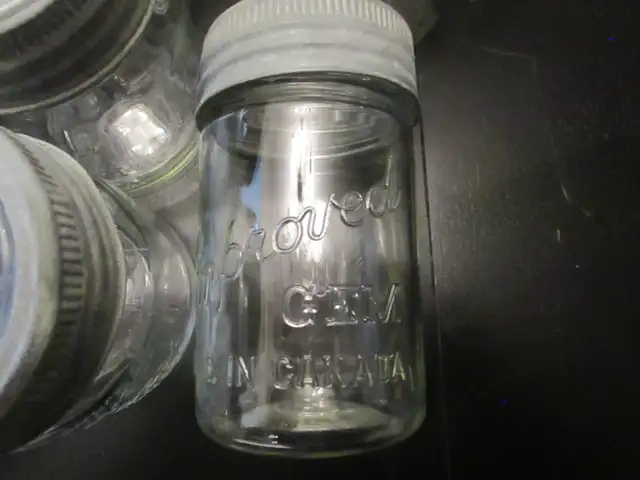 Improved
GEM
IN CANADA